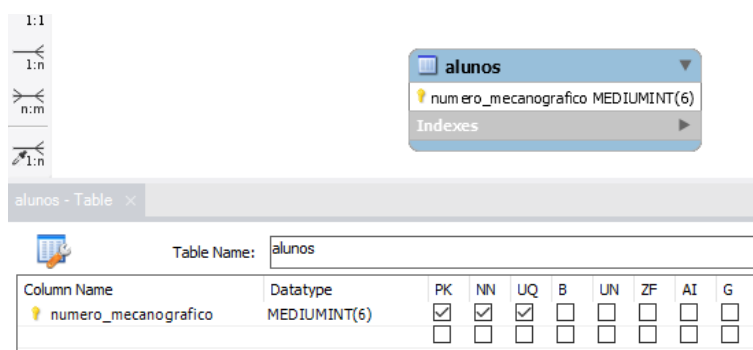 1:1
1:n
n:m
1:n
alunos
numero_mecanografico MEDIUMINT(6)
Indexes
alunos - Table
Table Name: alunos
Column Name Datatype PK NN UQ B UN ZF AI G
numero_mecanografico MEDIUMINT(6)